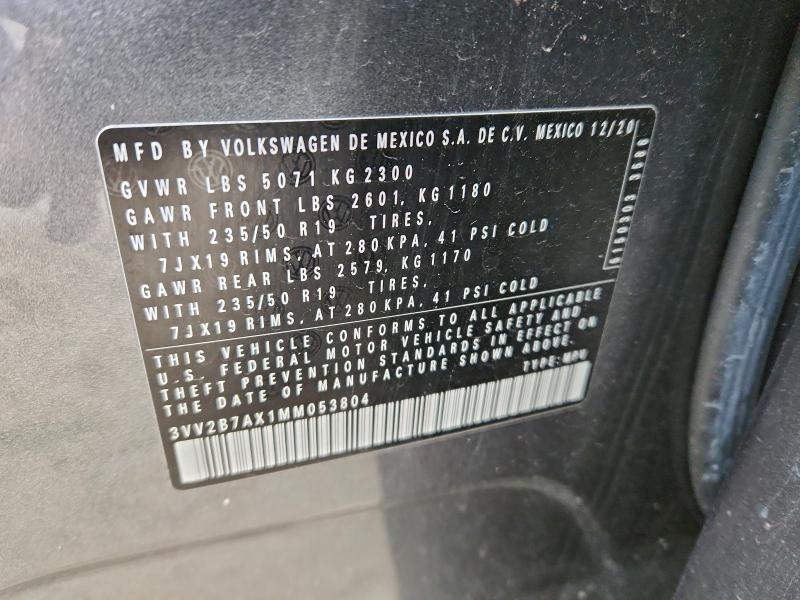 MFD BY VOLKSWAGEN DE MEXICO S.A. DE C.V. MEXICO 12/20
GVWR LBS 5071 KG 2300
GAWR FRONT LBS 2601, KG 1180
WITH 235/50 R19 TIRES,
7JX19 RIMS, AT 280 KPA, 41 PSI COLD
GAWR REAR LBS 2579, KG 1170
WITH 235/50 R19 TIRES,
7JX19 RIMS, AT 280 KPA, 41 PSI COLD
THIS VEHICLE CONFORMS TO ALL APPLICABLE
U.S. FEDERAL MOTOR VEHICLE SAFETY AND
THEFT PREVENTION STANDARDS IN EFFECT ON
THE DATE OF MANUFACTURE SHOWN ABOVE.
3VV2B7AX1MM053804 TYPE: MPV